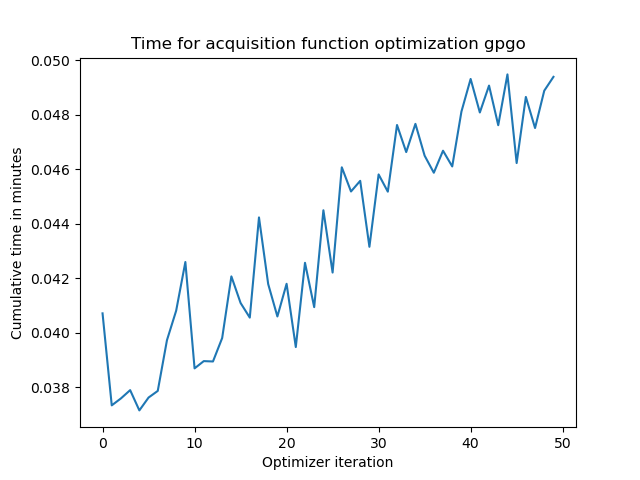 Time for acquisition function optimization gpgo
0.050
0.048
0.046
0.044
0.042
0.040
0.038
Cumulative time in minutes
0 10 20 30 40 50
Optimizer iteration